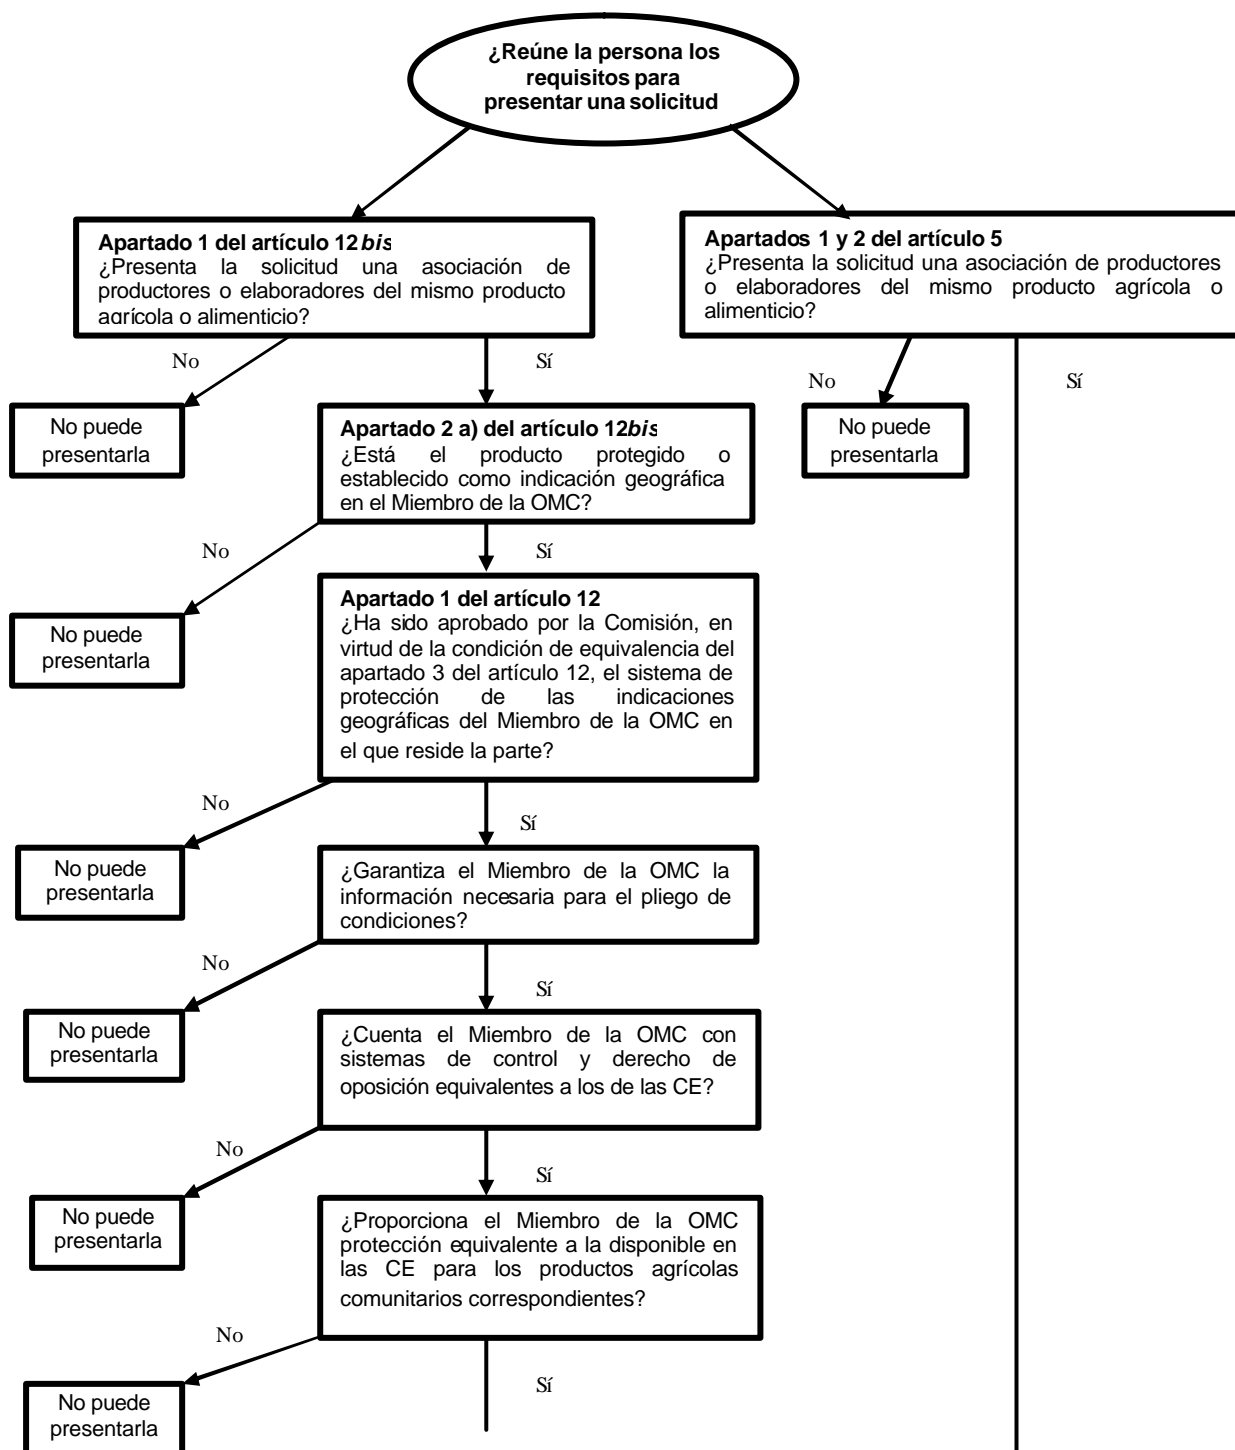 ¿Reúne la persona los
requisitos para
presentar una solicitud
Apartado 1 del artículo 12 bis
¿Presenta la solicitud una asociación de
productores o elaboradores del mismo producto
agrícola o alimenticio?
Apartados 1 y 2 del artículo 5
¿Presenta la solicitud una asociación de productores
o elaboradores del mismo producto agrícola o
alimenticio?
No
Sí
No
Sí
No puede
presentarla
Apartado 2 a) del artículo 12bis
¿Está el producto protegido o
establecido como indicación geográfica
en el Miembro de la OMC?
No puede
presentarla
No
Sí
No puede
presentarla
Apartado 1 del artículo 12
¿Ha sido aprobado por la Comisión, en
virtud de la condición de equivalencia del
apartado 3 del artículo 12, el sistema de
protección de las indicaciones
geográficas del Miembro de la OMC en
el que reside la parte?
No
Sí
No puede
presentarla
¿Garantiza el Miembro de la OMC la
información necesaria para el pliego de
condiciones?
No
Sí
No puede
presentarla
¿Cuenta el Miembro de la OMC con
sistemas de control y derecho de
oposición equivalentes a los de las CE?
No
Sí
No puede
presentarla
¿Proporciona el Miembro de la OMC
protección equivalente a la disponible en
las CE para los productos agrícolas
comunitarios correspondientes?
No
Sí
No puede
presentarla